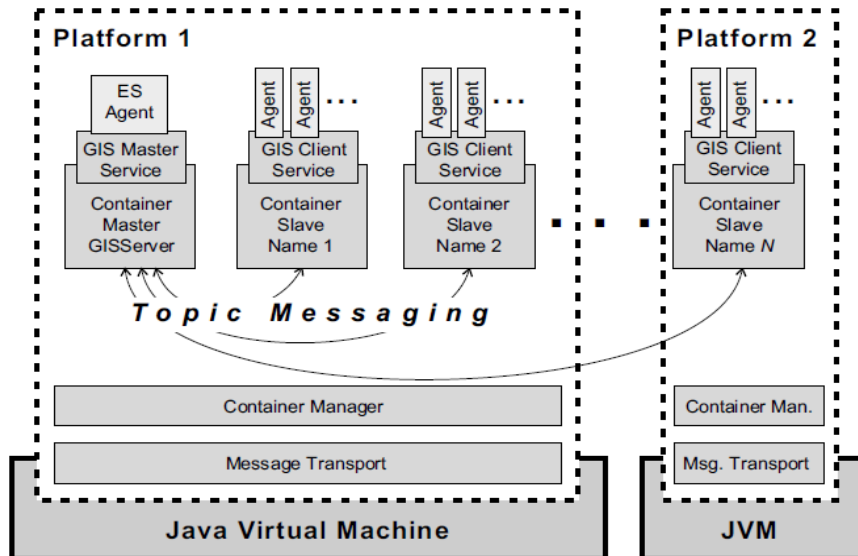 Platform 1
ES
Agent
GIS Master
Service
Container
Master
GISServer
Agent
Agent
...
GIS Client
Service
Container
Slave
Name 1
Agent
Agent
...
GIS Client
Service
Container
Slave
Name 2
. . .
Platform 2
Agent
Agent
...
GIS Client
Service
Container
Slave
Name N
Topic Messaging
Container Manager
Container Man.
Message Transport
Msg. Transport
Java Virtual Machine
JVM